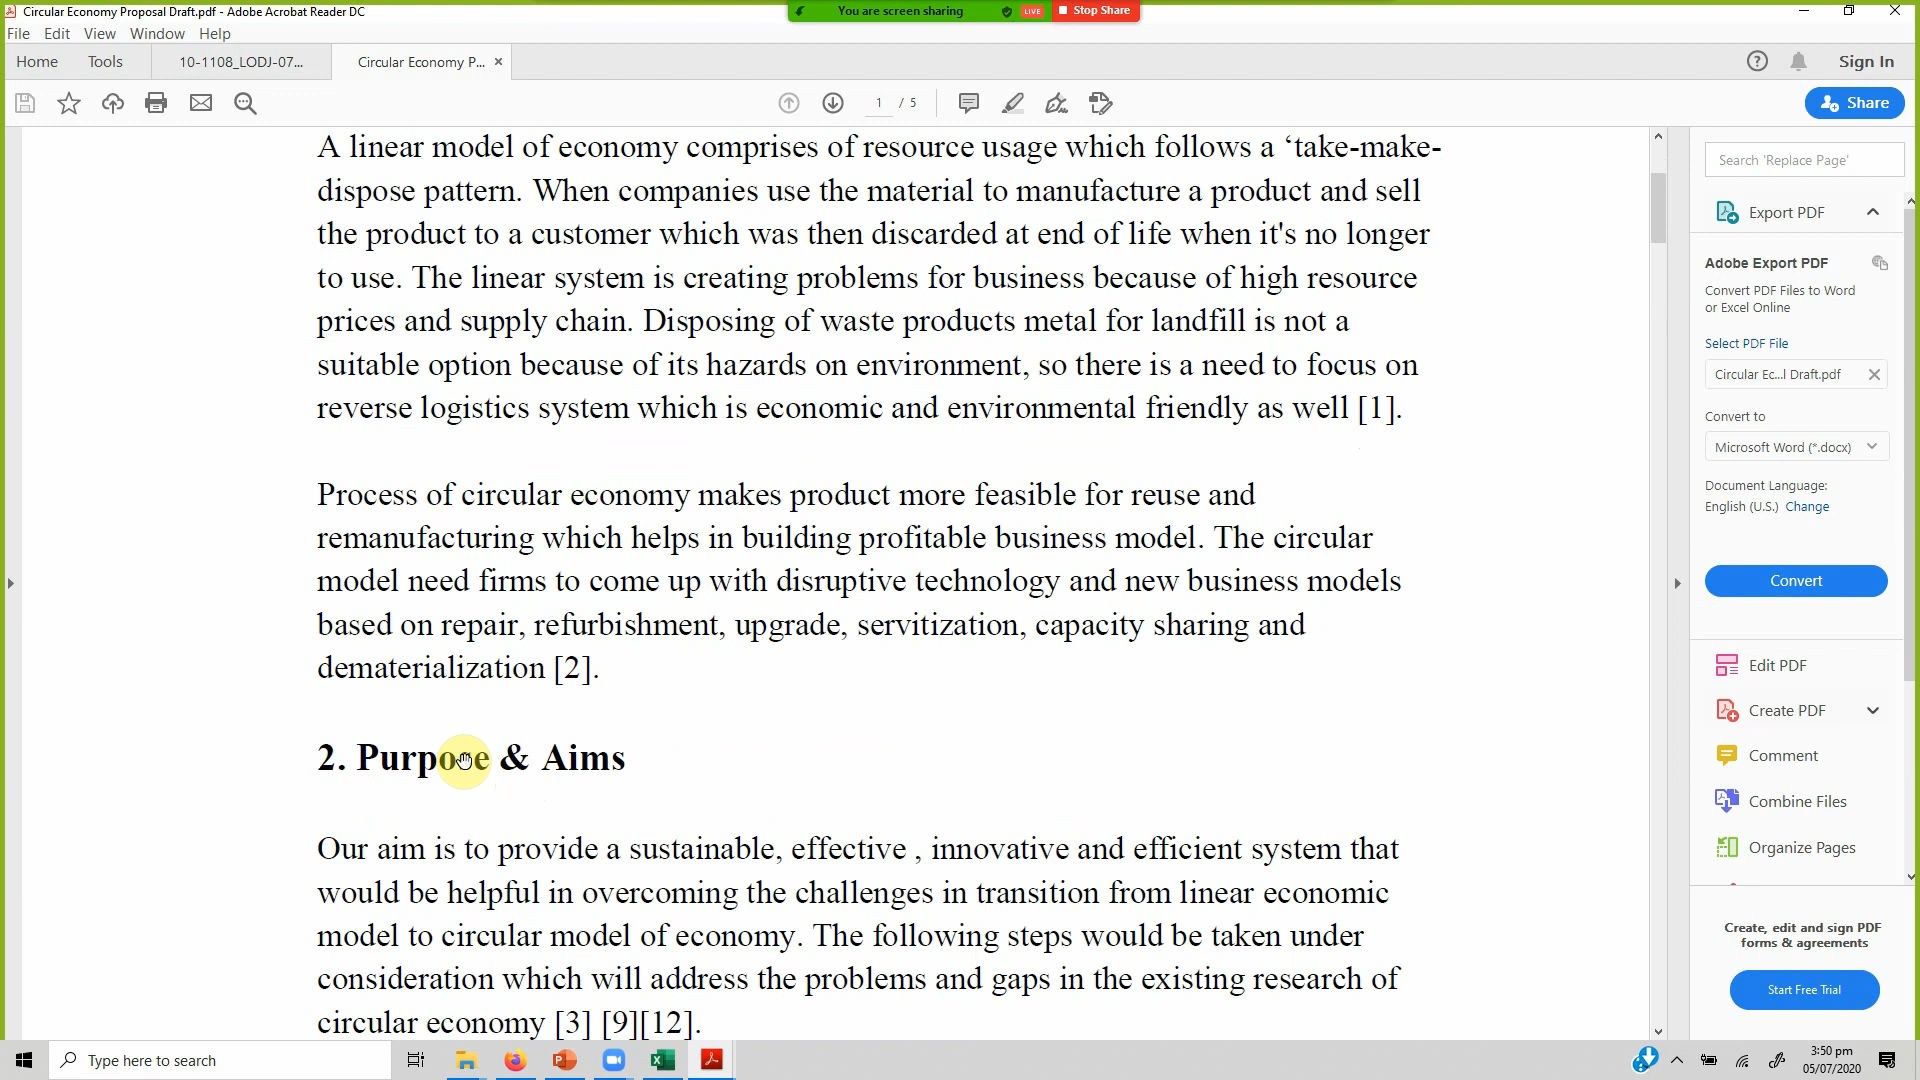 Circular Economy Proposal Draft.pdf - Adobe Acrobat Reader DC
You are screen sharing
LIVE
Stop Share
File Edit View Window Help
Home Tools 10-1108_LODJ-07... Circular Economy P... Sign In
1 / 5
Share
A linear model of economy comprises of resource usage which follows a ‘take-make-
dispose pattern. When companies use the material to manufacture a product and sell
the product to a customer which was then discarded at end of life when it's no longer
to use. The linear system is creating problems for business because of high resource
prices and supply chain. Disposing of waste products metal for landfill is not a
suitable option because of its hazards on environment, so there is a need to focus on
reverse logistics system which is economic and environmental friendly as well [1].
Process of circular economy makes product more feasible for reuse and
remanufacturing which helps in building profitable business model. The circular
model need firms to come up with disruptive technology and new business models
based on repair, refurbishment, upgrade, servitization, capacity sharing and
dematerialization [2].
2. Purpose & Aims
Our aim is to provide a sustainable, effective , innovative and efficient system that
would be helpful in overcoming the challenges in transition from linear economic
model to circular model of economy. The following steps would be taken under
consideration which will address the problems and gaps in the existing research of
circular economy [3] [9][12].
Search 'Replace Page'
Export PDF
Adobe Export PDF
Convert PDF Files to Word
or Excel Online
Select PDF File
Circular Ec...l Draft.pdf
Convert to
Microsoft Word (*.docx)
Document Language:
English (U.S.) Change
Convert
Edit PDF
Create PDF
Comment
Combine Files
Organize Pages
Create, edit and sign PDF
forms & agreements
Start Free Trial
Type here to search
3:50 pm
05/07/2020